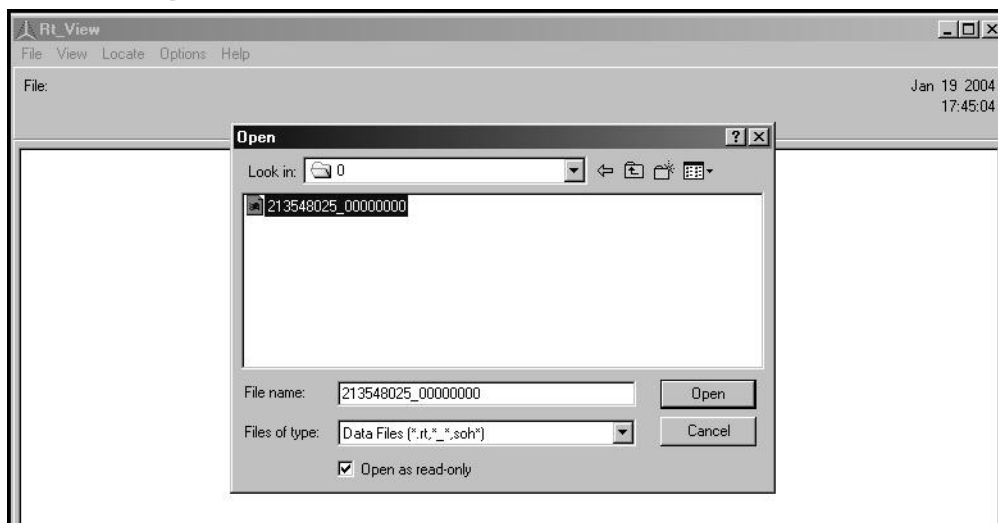 Rt_View
File View Locate Options Help
File:
Jan 19 2004
17:45:04
Open
Look in: 0
213548025_00000000
File name: 213548025_00000000 Open
Files of type: Data Files (*.rt,*_*,soh*) Cancel
Open as read-only